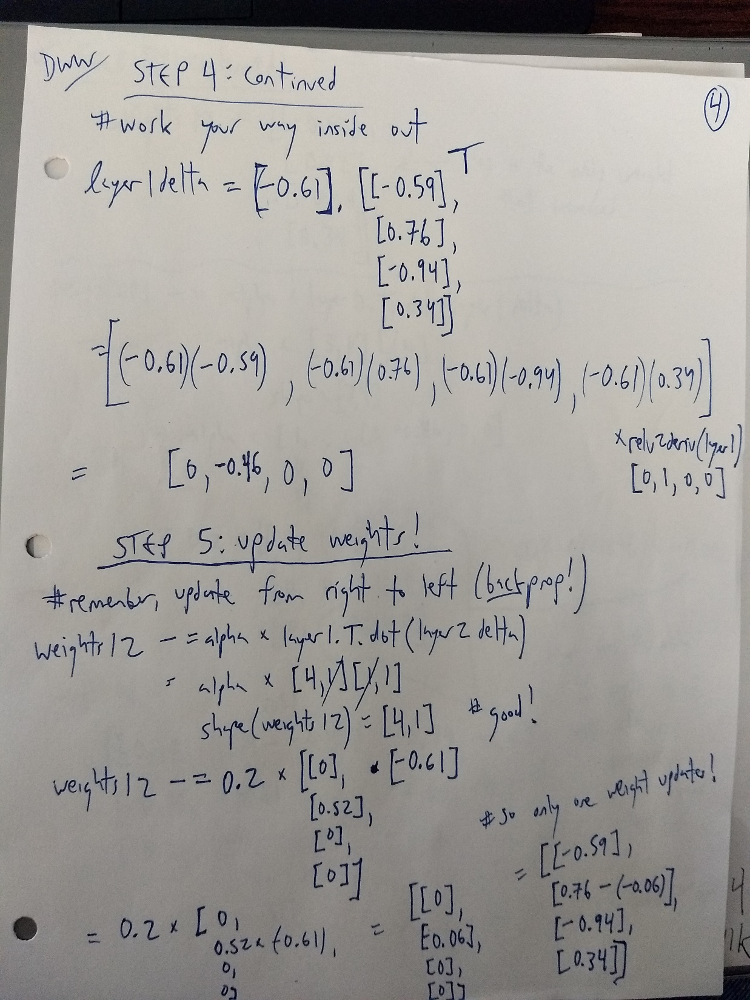 DWW STEP 4: Continued
④
#work your way inside out
layer1delta = [-0.61]. [[-0.59], T
[0.76],
[-0.94],
[0.34]]
=[(-0.61)(-0.59), (-0.61)(0.76), (-0.61)(-0.94), (-0.61)(0.34)]
x relu2deriv(layer1)
= [0, -0.46, 0, 0] [0, 1, 0, 0]
STEP 5: update weights!
#remember, update from right to left (backprop!)
weights12 -= alpha x layer1.T.dot(layer2delta)
= alpha x [4,1][1,1]
shape(weights12) = [4,1] # good!
weights12 -= 0.2 x [[0], • [-0.61]
[0.52],
[0],
[0]]
# so only one weight updates!
= [[-0.59],
[0.76 - (-0.06)],
[-0.94],
[0.34]]
= 0.2 x [0,
0.52x(-0.61),
0,
0]
= [[0],
[-0.06],
[0],
[0]]
4